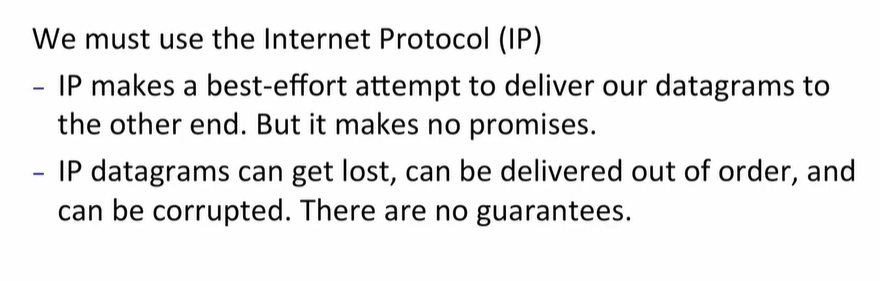 We must use the Internet Protocol (IP)
– IP makes a best-effort attempt to deliver our datagrams to
the other end. But it makes no promises.
– IP datagrams can get lost, can be delivered out of order, and
can be corrupted. There are no guarantees.